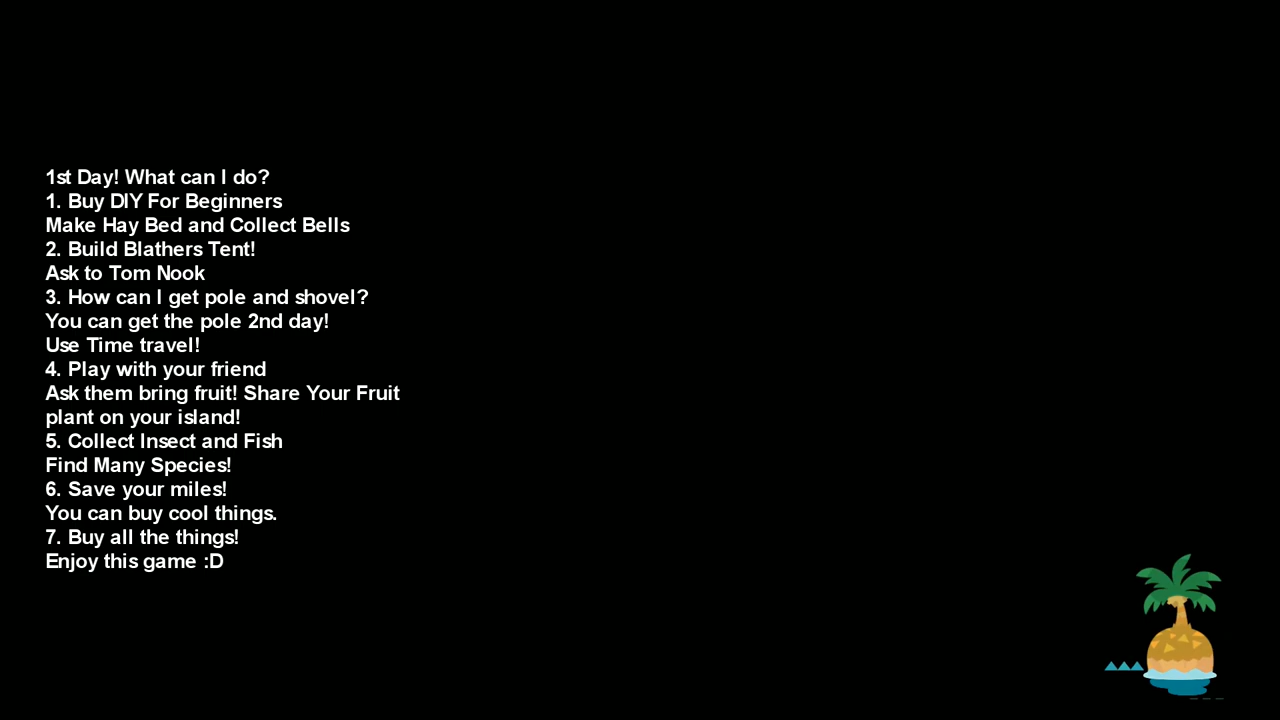 1st Day! What can I do?
1. Buy DIY For Beginners
Make Hay Bed and Collect Bells
2. Build Blathers Tent!
Ask to Tom Nook
3. How can I get pole and shovel?
You can get the pole 2nd day!
Use Time travel!
4. Play with your friend
Ask them bring fruit! Share Your Fruit
plant on your island!
5. Collect Insect and Fish
Find Many Species!
6. Save your miles!
You can buy cool things.
7. Buy all the things!
Enjoy this game :D